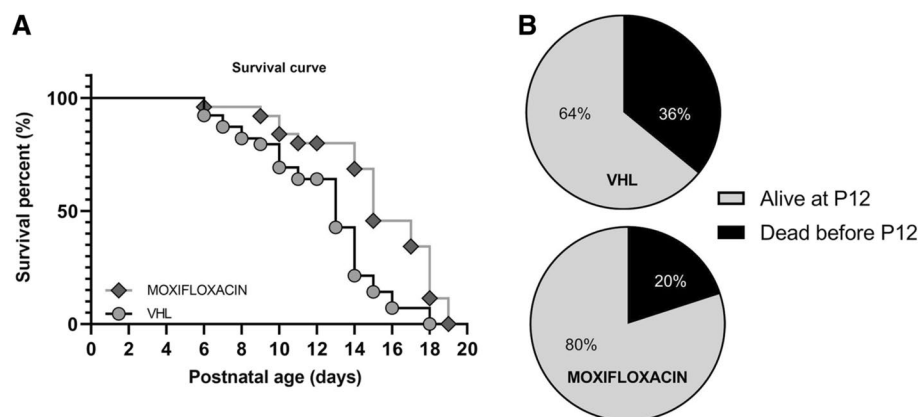 A
Survival curve
Survival percent (%)
100
50
0
MOXIFLOXACIN
VHL
0 2 4 6 8 10 12 14 16 18 20
Postnatal age (days)
B
64%
36%
VHL
Alive at P12
Dead before P12
20%
80%
MOXIFLOXACIN